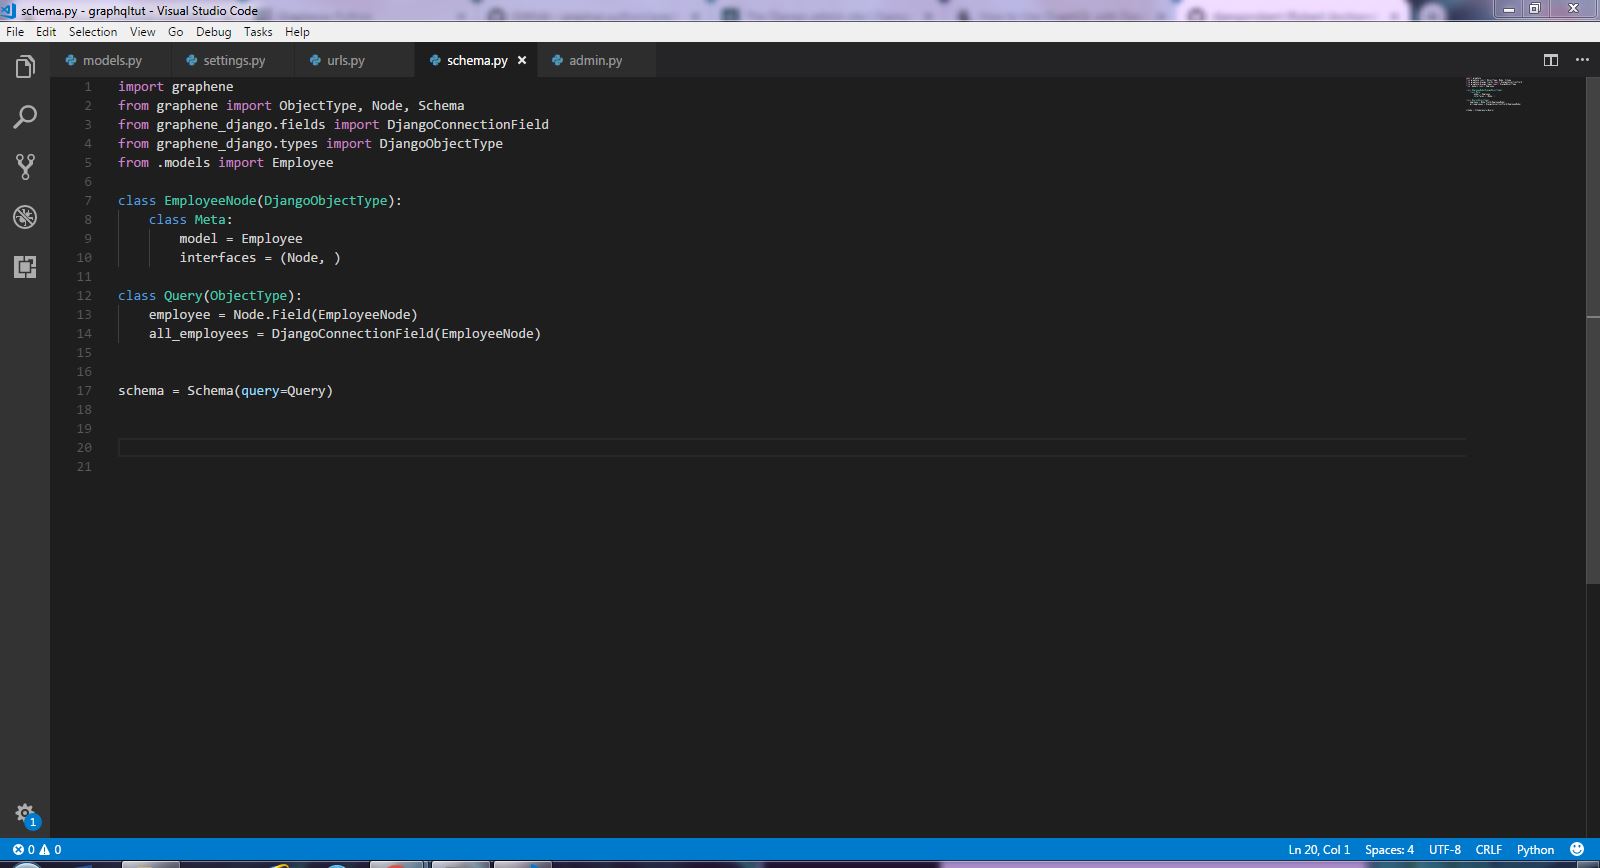 schema.py - graphqltut - Visual Studio Code
File Edit Selection View Go Debug Tasks Help
models.py settings.py urls.py schema.py × admin.py
1 import graphene
2 from graphene import ObjectType, Node, Schema
3 from graphene_django.fields import DjangoConnectionField
4 from graphene_django.types import DjangoObjectType
5 from .models import Employee
6
7 class EmployeeNode(DjangoObjectType):
8     class Meta:
9         model = Employee
10         interfaces = (Node, )
11
12 class Query(ObjectType):
13     employee = Node.Field(EmployeeNode)
14     all_employees = DjangoConnectionField(EmployeeNode)
15
16
17 schema = Schema(query=Query)
18
19
20
21
1
0 0 Ln 20, Col 1 Spaces: 4 UTF-8 CRLF Python